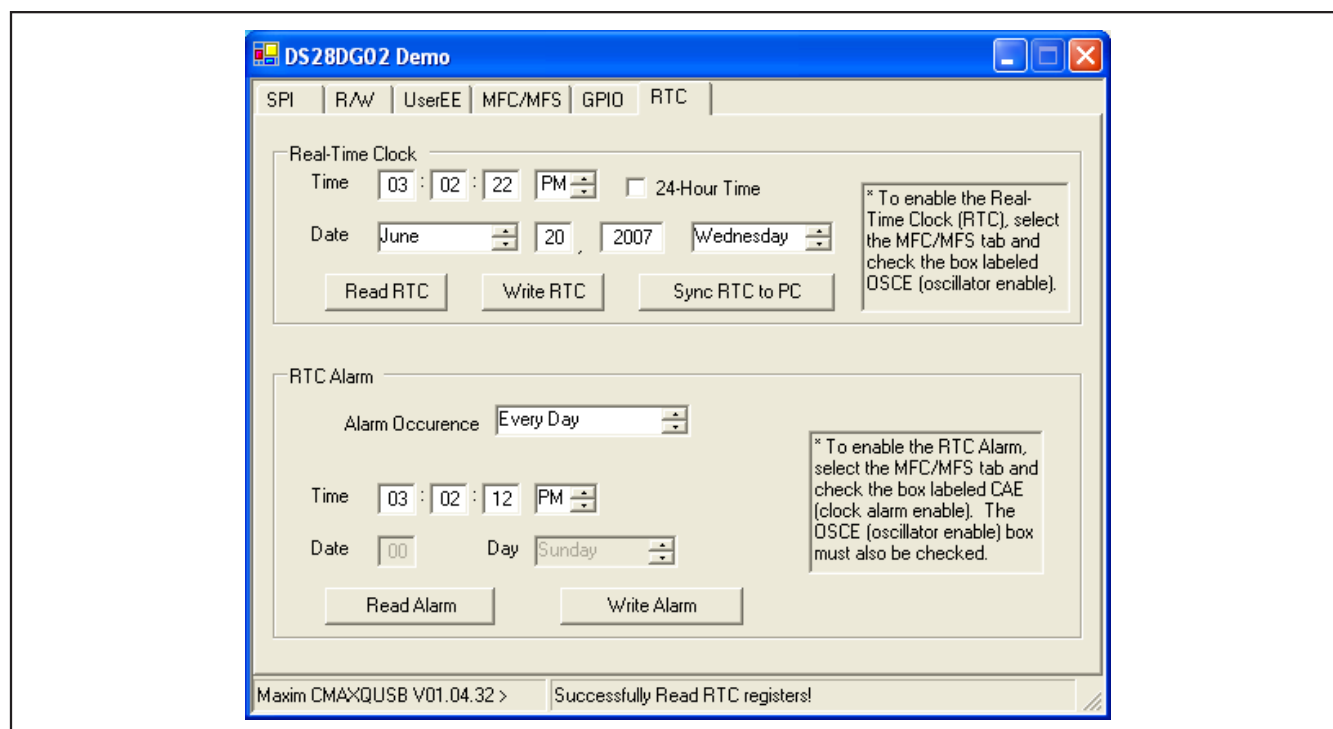 DS28DG02 Demo
SPI R/W UserEE MFC/MFS GPIO RTC
Real-Time Clock
Time 03 : 02 : 22 PM 24-Hour Time
Date June 20 , 2007 Wednesday
Read RTC Write RTC Sync RTC to PC
* To enable the Real-
Time Clock (RTC), select
the MFC/MFS tab and
check the box labeled
OSCE (oscillator enable).
RTC Alarm
Alarm Occurence Every Day
Time 03 : 02 : 12 PM
Date 00 Day Sunday
Read Alarm Write Alarm
* To enable the RTC Alarm,
select the MFC/MFS tab and
check the box labeled CAE
(clock alarm enable). The
OSCE (oscillator enable) box
must also be checked.
Maxim CMAXQUSB V01.04.32 > Successfully Read RTC registers!